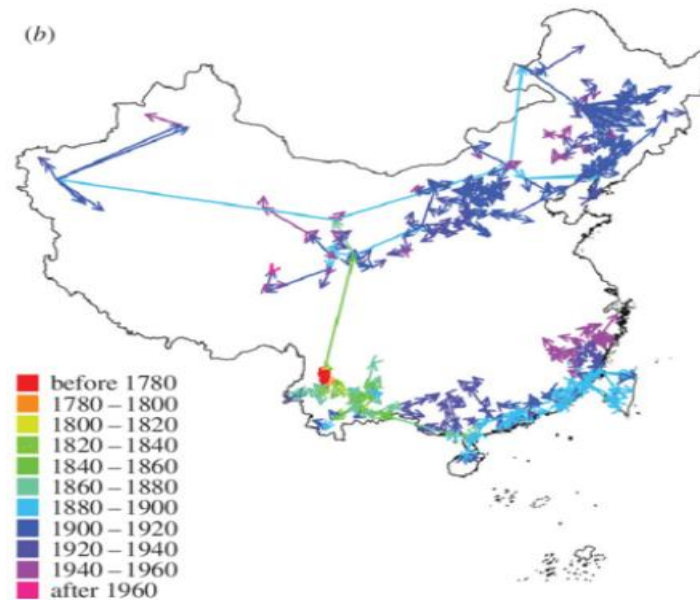 (b)
before 1780
1780 – 1800
1800 – 1820
1820 – 1840
1840 – 1860
1860 – 1880
1880 – 1900
1900 – 1920
1920 – 1940
1940 – 1960
after 1960